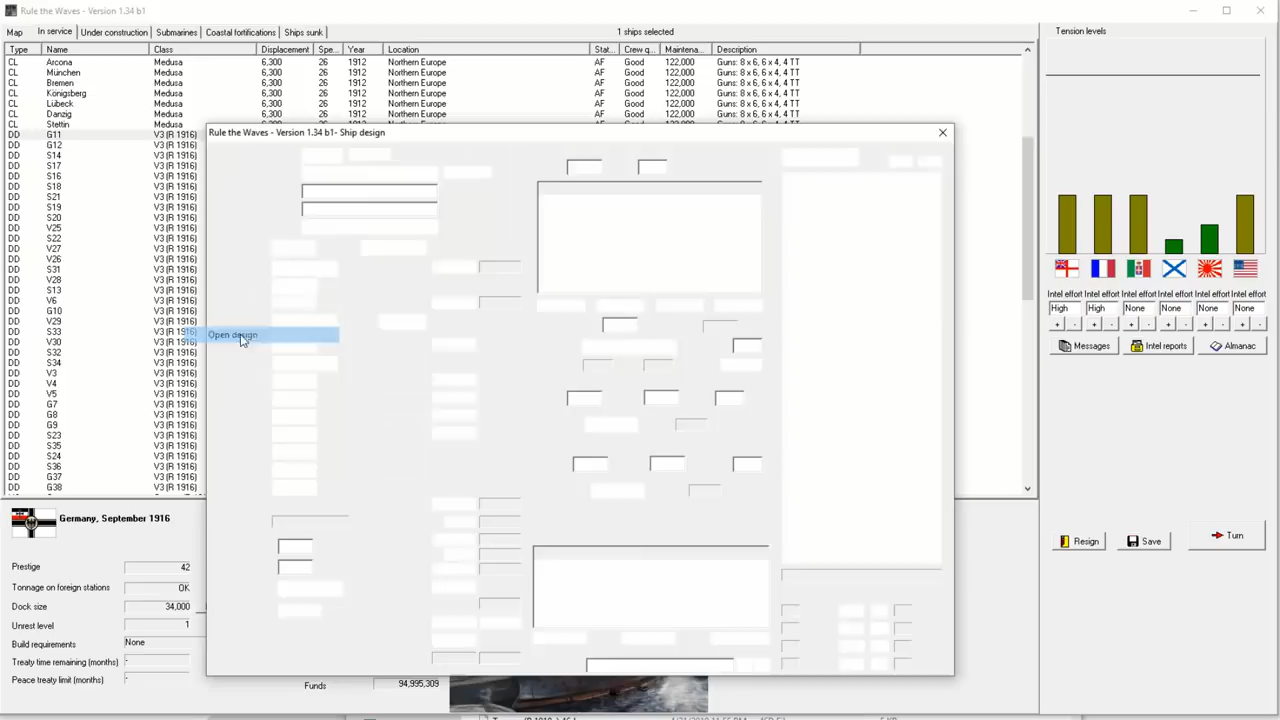 Rule the Waves - Version 1.34 b1
Map In service Under construction Submarines Coastal fortifications Ships sunk 1 ships selected
Type Name Class Displacement Spe... Year Location Stat... Crew q... Maintena... Description
CL Arcona Medusa 6,300 26 1912 Northern Europe AF Good 122,000 Guns: 8 x 6, 6 x 4, 4 TT
CL München Medusa 6,300 26 1912 Northern Europe AF Good 122,000 Guns: 8 x 6, 6 x 4, 4 TT
CL Bremen Medusa 6,300 26 1912 Northern Europe AF Good 122,000 Guns: 8 x 6, 6 x 4, 4 TT
CL Königsberg Medusa 6,300 26 1912 Northern Europe AF Good 122,000 Guns: 8 x 6, 6 x 4, 4 TT
CL Lübeck Medusa 6,300 26 1912 Northern Europe AF Good 122,000 Guns: 8 x 6, 6 x 4, 4 TT
CL Danzig Medusa 6,300 26 1912 Northern Europe AF Good 122,000 Guns: 8 x 6, 6 x 4, 4 TT
CL Stettin Medusa 6,300 26 1912 Northern Europe AF Good Guns: 8 x 6, 6 x 4, 4 TT
DD G11 V3 (R 1916)
DD G12 V3 (R 1916)
DD S14 V3 (R 1916)
DD S17 V3 (R 1916)
DD S16 V3 (R 1916)
DD S18 V3 (R 1916)
DD S21 V3 (R 1916)
DD S19 V3 (R 1916)
DD S20 V3 (R 1916)
DD V25 V3 (R 1916)
DD S22 V3 (R 1916)
DD V27 V3 (R 1916)
DD V26 V3 (R 1916)
DD S31 V3 (R 1916)
DD V28 V3 (R 1916)
DD S13 V3 (R 1916)
DD V6 V3 (R 1916)
DD G10 V3 (R 1916)
DD V29 V3 (R 1916)
DD S33 V3 (R 1916)
DD V30 V3 (R 1916)
DD S32 V3 (R 1916)
DD S34 V3 (R 1916)
DD V3 V3 (R 1916)
DD V4 V3 (R 1916)
DD V5 V3 (R 1916)
DD G7 V3 (R 1916)
DD G8 V3 (R 1916)
DD G9 V3 (R 1916)
DD S23 V3 (R 1916)
DD S35 V3 (R 1916)
DD S24 V3 (R 1916)
DD S36 V3 (R 1916)
DD G37 V3 (R 1916)
DD G38 V3 (R 1916)
Rule the Waves - Version 1.34 b1- Ship design
Open design
Tension levels
Intel effort Intel effort Intel effort Intel effort Intel effort Intel effort
High High None None None None
+ - + - + - + - + - + -
Messages Intel reports Almanac
Resign Save Turn
Germany, September 1916
Prestige 42
Tonnage on foreign stations OK
Dock size 34,000
Unrest level 1
Build requirements None
Treaty time remaining (months) -
Peace treaty limit (months) -
Funds 94,995,309